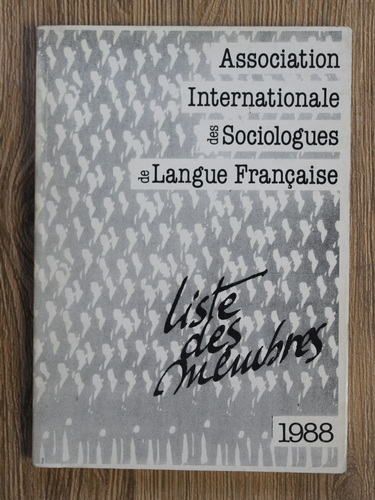 Association
Internationale
des Sociologues
de Langue Française
liste
des
membres
1988